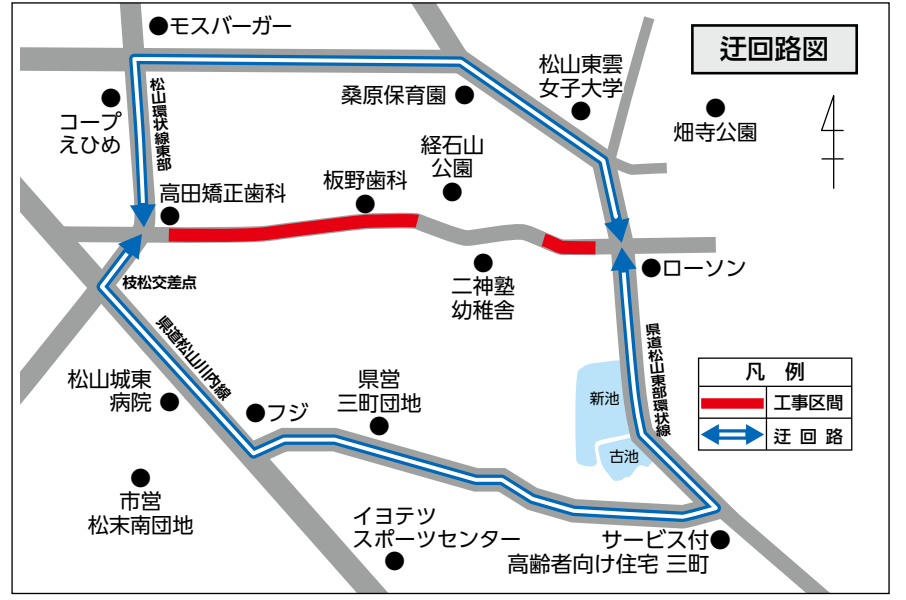 モスバーガー
迂回路図
松山東雲
女子大学
桑原保育園
コープ
えひめ
松山環状線東部
畑寺公園
経石山
公園
板野歯科
高田矯正歯科
ローソン
二神塾
幼稚舎
枝松交差点
県道松山川内線
県道松山東部環状線
凡 例
工事区間
迂 回 路
松山城東
病院
フジ
県営
三町団地
新池
古池
市営
松末南団地
イヨテツ
スポーツセンター
サービス付
高齢者向け住宅 三町